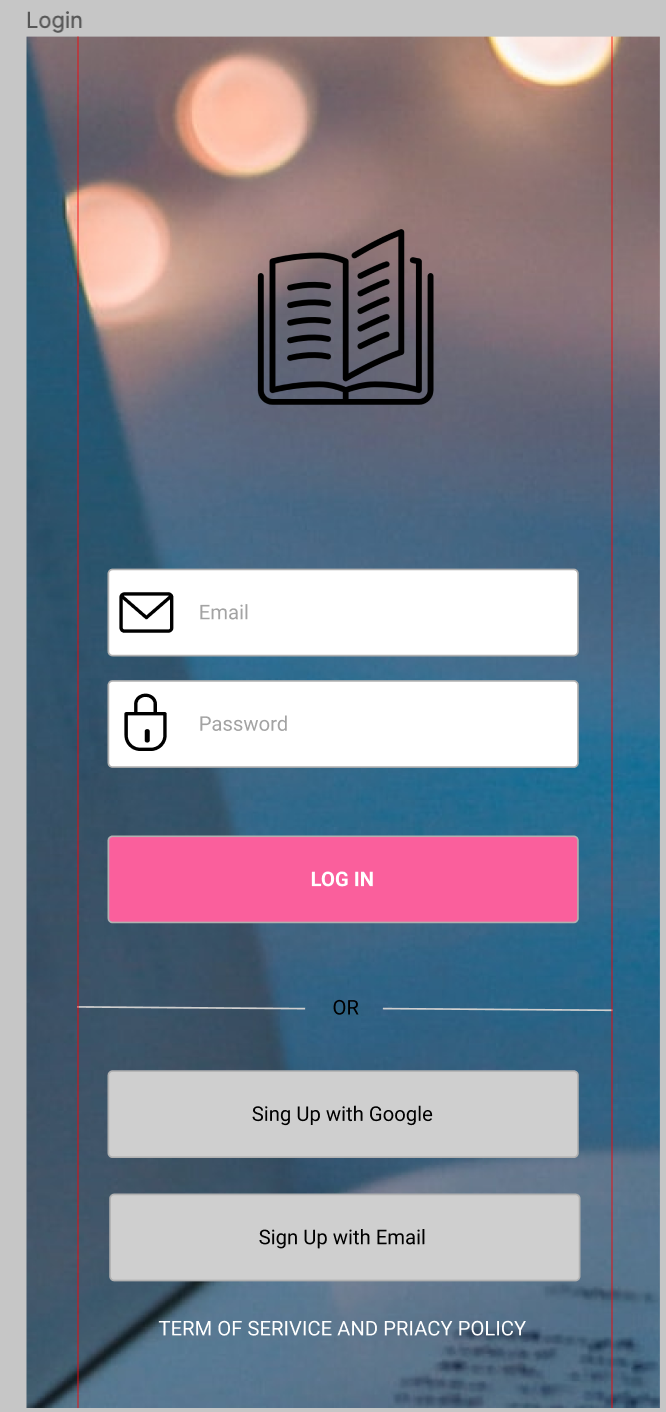 Login
Email
Password
LOG IN
OR
Sing Up with Google
Sign Up with Email
TERM OF SERIVICE AND PRIACY POLICY